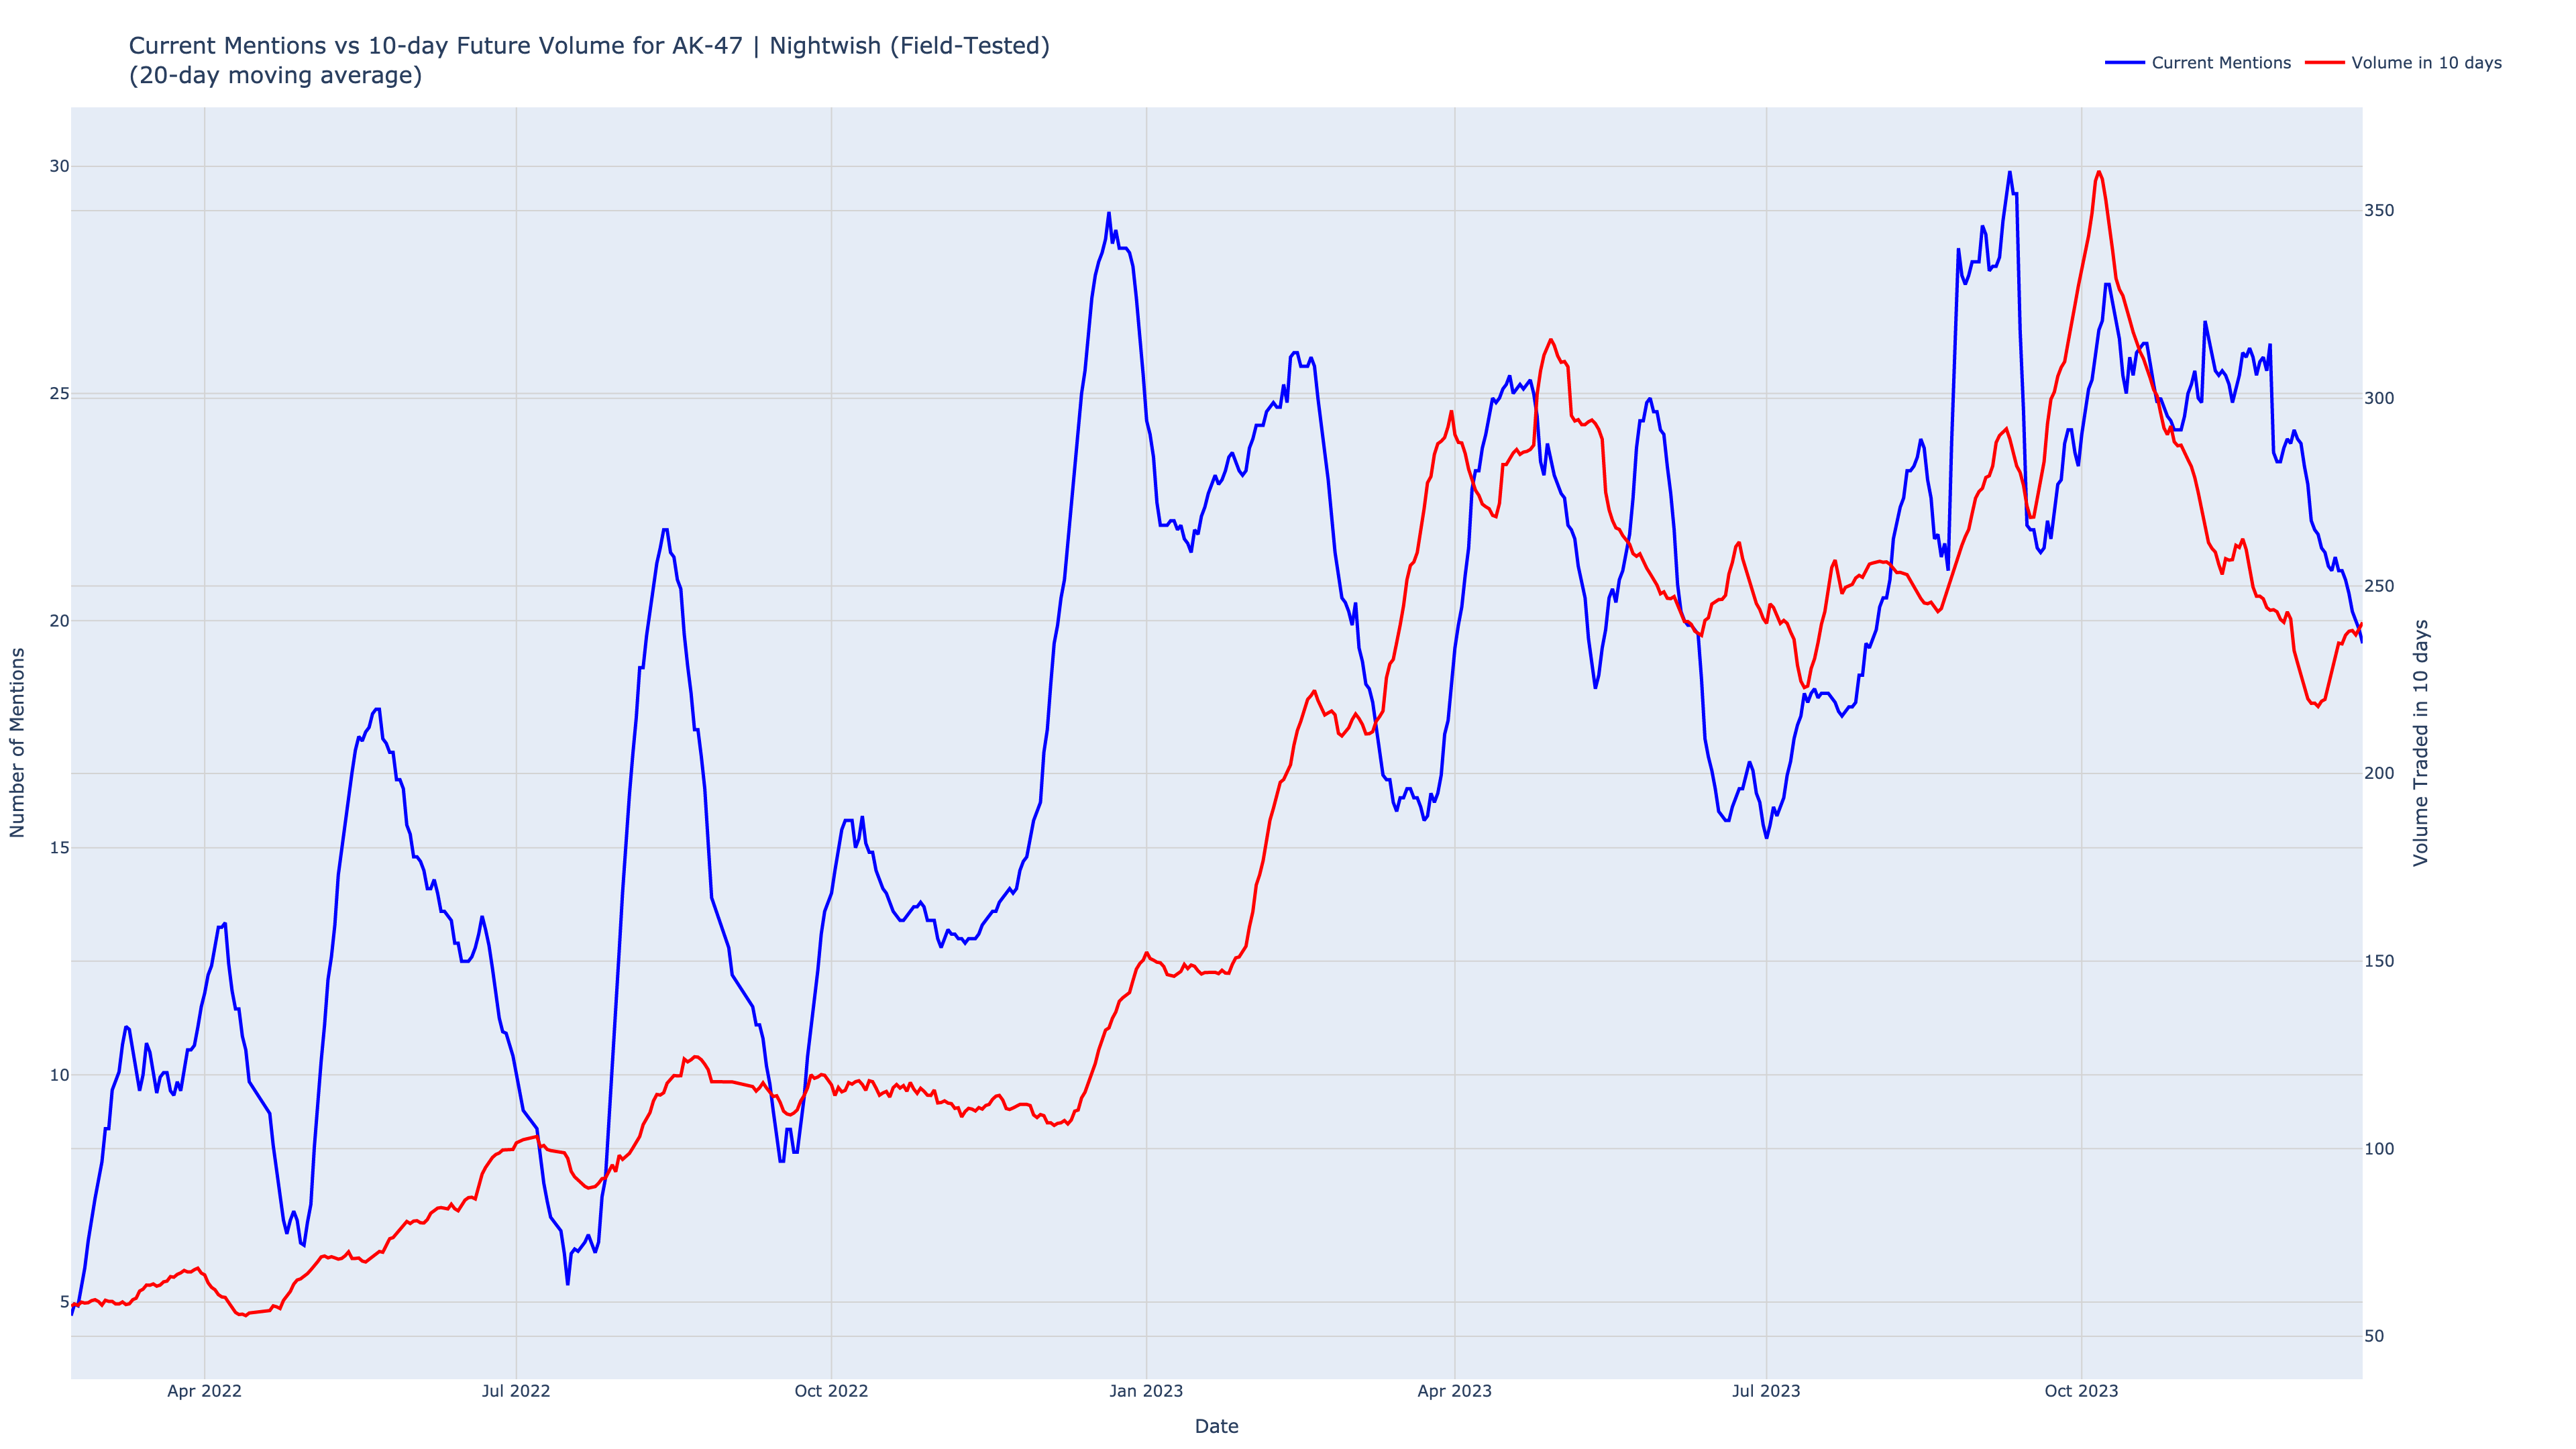 Current Mentions vs 10-day Future Volume for AK-47 | Nightwish (Field-Tested)
(20-day moving average)
Current Mentions
Volume in 10 days
30
25
20
15
10
5
Number of Mentions
350
300
250
200
150
100
50
Volume Traded in 10 days
Apr 2022
Jul 2022
Oct 2022
Jan 2023
Apr 2023
Jul 2023
Oct 2023
Date